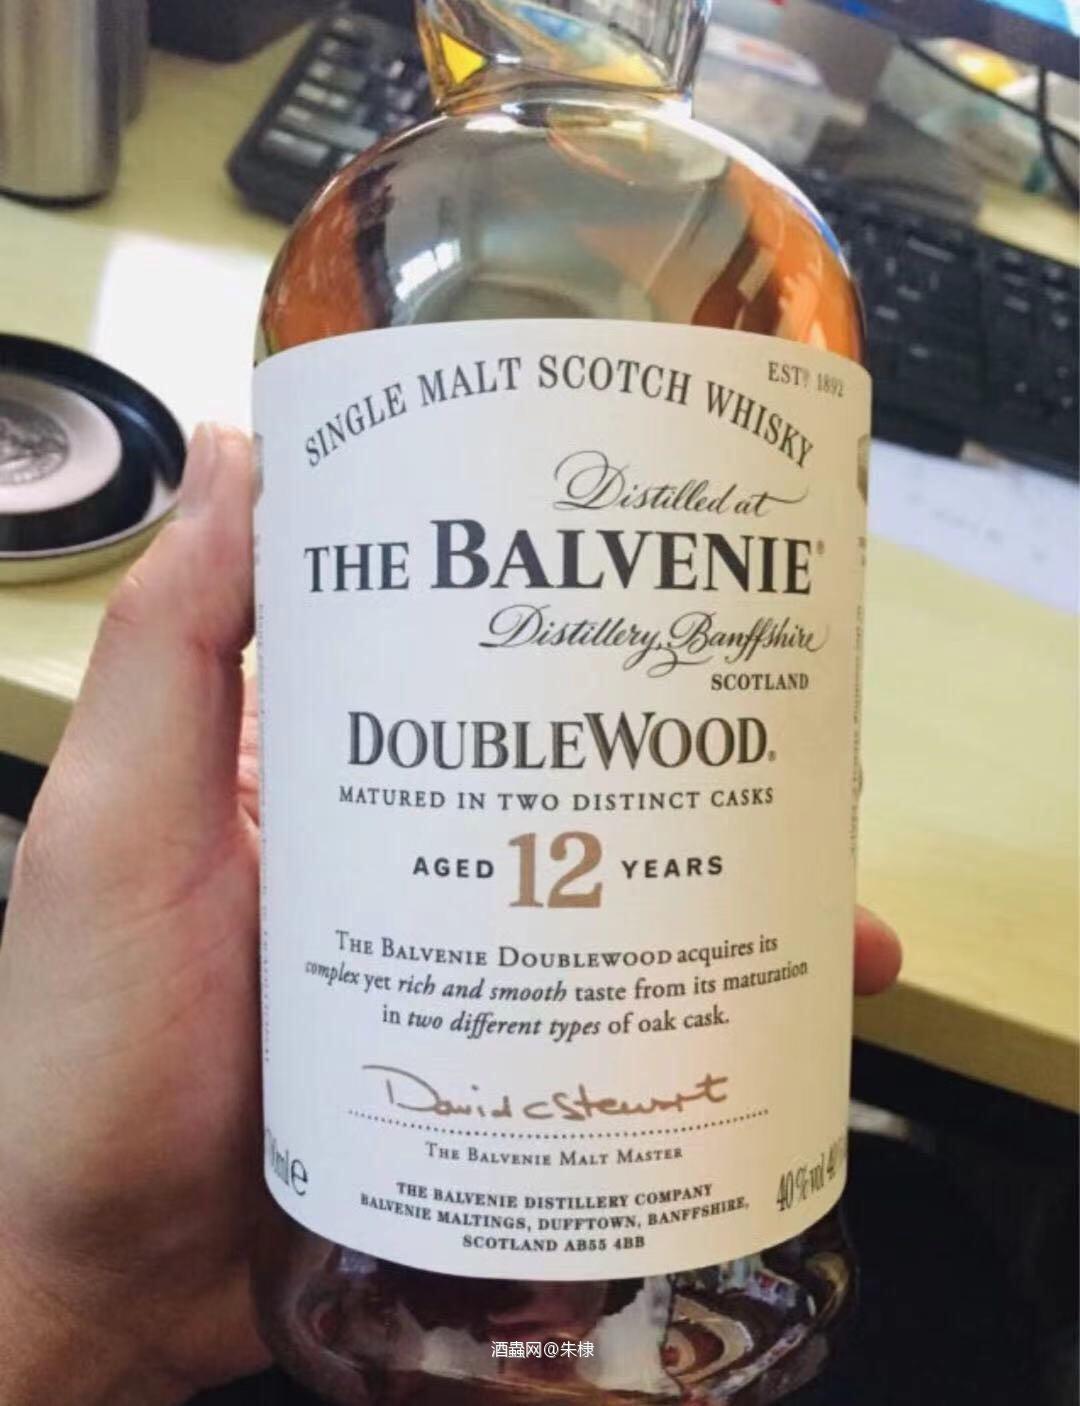 SINGLE MALT SCOTCH WHISKY
ESTD 1892
Distilled at
THE BALVENIE®
Distillery, Banffshire
SCOTLAND
DOUBLEWOOD®
MATURED IN TWO DISTINCT CASKS
AGED 12 YEARS
THE BALVENIE DOUBLEWOOD acquires its
complex yet rich and smooth taste from its maturation
in two different types of oak cask.
David C Stewart
THE BALVENIE MALT MASTER
THE BALVENIE DISTILLERY COMPANY
BALVENIE MALTINGS, DUFFTOWN, BANFFSHIRE,
SCOTLAND AB55 4BB
40%vol
酒蟲网@朱棣